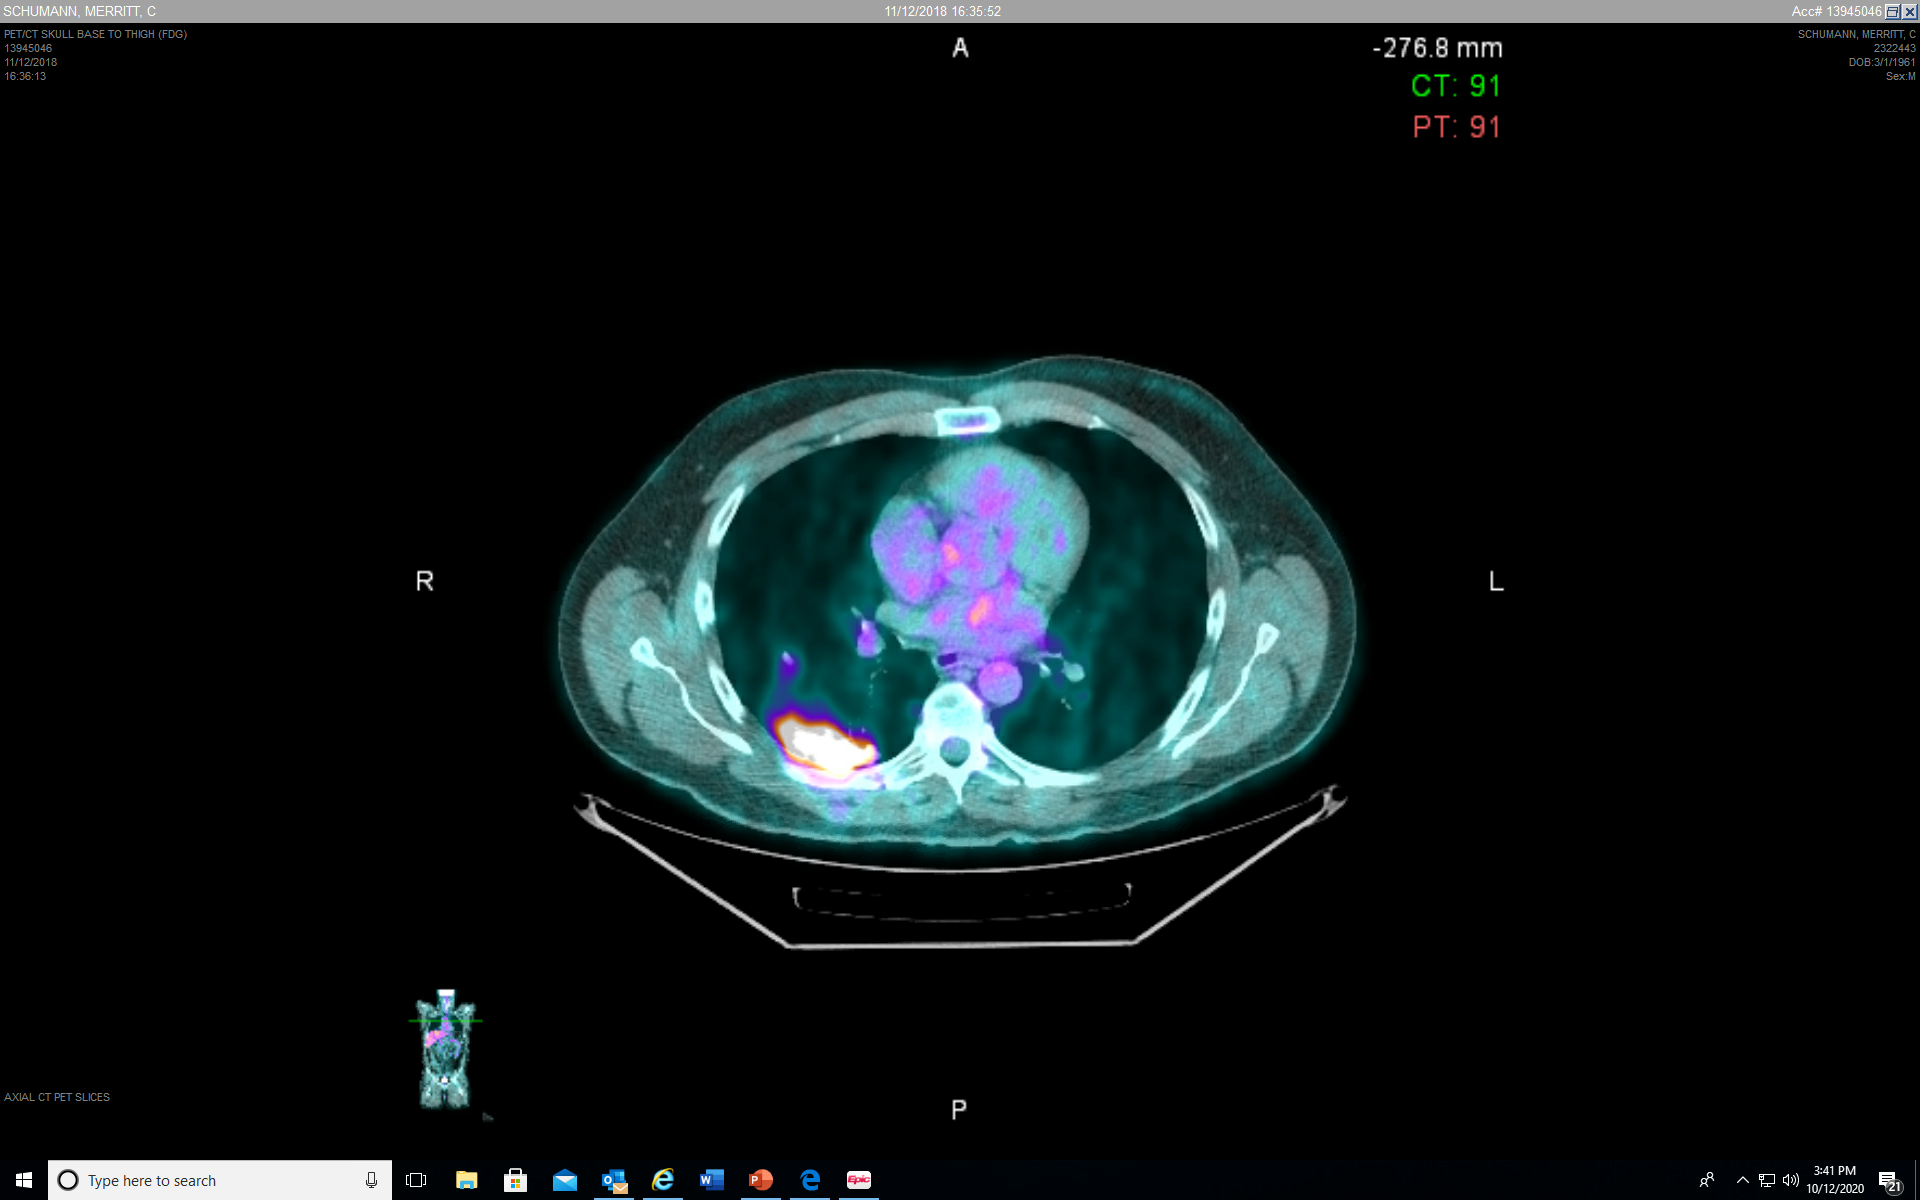 SCHUMANN, MERRITT, C
11/12/2018 16:35:52
Acc# 13945046
PET/CT SKULL BASE TO THIGH (FDG)
13945046
11/12/2018
16:36:13
A
-276.8 mm
CT: 91
PT: 91
SCHUMANN, MERRITT, C
2322443
DOB:3/1/1961
Sex:M
R
L
AXIAL CT PET SLICES
P
Type here to search
Epic
3:41 PM
10/12/2020
21